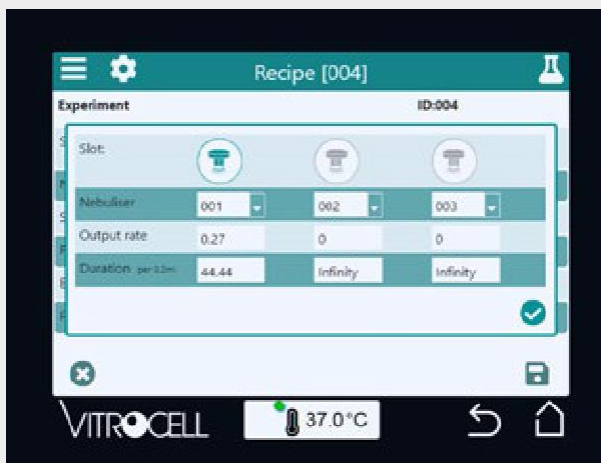 Recipe [004]
Experiment ID:004
Slot:
Nebuliser 001 002 003
Output rate 0.27 0 0
Duration 44.44 Infinity Infinity
VITROCELL 37.0°C